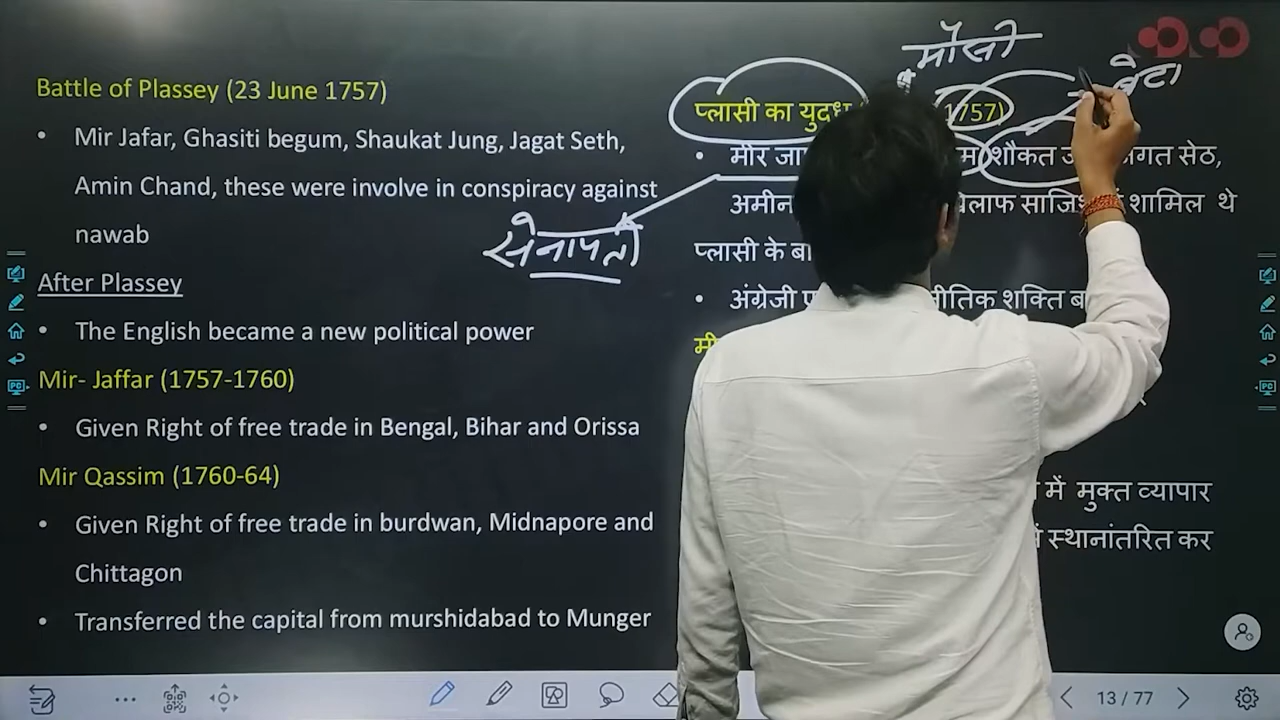 Battle of Plassey (23 June 1757)
• Mir Jafar, Ghasiti begum, Shaukat Jung, Jagat Seth,
Amin Chand, these were involve in conspiracy against
nawab
After Plassey
• The English became a new political power
Mir- Jaffar (1757-1760)
• Given Right of free trade in Bengal, Bihar and Orissa
Mir Qassim (1760-64)
• Given Right of free trade in burdwan, Midnapore and
Chittagon
• Transferred the capital from murshidabad to Munger
सेनापती
मौसी
बेटा
प्लासी का युदध 1757)
• मीर शौकत सेठ,
शामिल थे
प्लासी के
• अंग्रेजी शक्ति
में मुक्त व्यापार
स्थानांतरित कर
13 / 77